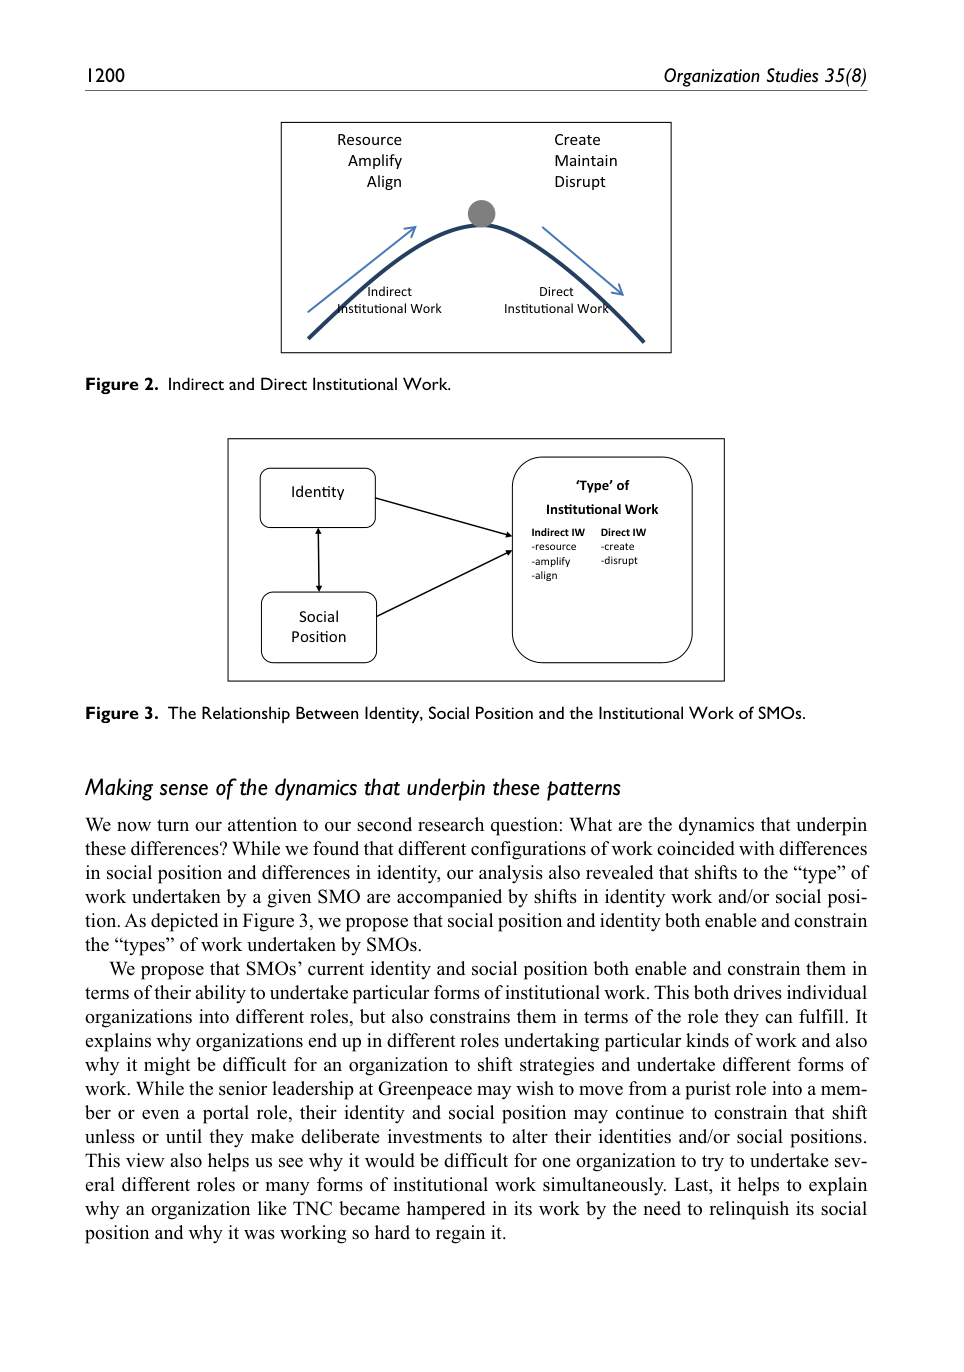 1200
Organization Studies 35(8)
Resource
Amplify
Align
Create
Maintain
Disrupt
Indirect
Institutional Work
Direct
Institutional Work
Figure 2. Indirect and Direct Institutional Work.
Identity
Social
Position
‘Type’ of
Institutional Work
Indirect IW
-resource
-amplify
-align
Direct IW
-create
-disrupt
Figure 3. The Relationship Between Identity, Social Position and the Institutional Work of SMOs.
Making sense of the dynamics that underpin these patterns
We now turn our attention to our second research question: What are the dynamics that underpin
these differences? While we found that different configurations of work coincided with differences
in social position and differences in identity, our analysis also revealed that shifts to the “type” of
work undertaken by a given SMO are accompanied by shifts in identity work and/or social posi-
tion. As depicted in Figure 3, we propose that social position and identity both enable and constrain
the “types” of work undertaken by SMOs.
We propose that SMOs’ current identity and social position both enable and constrain them in
terms of their ability to undertake particular forms of institutional work. This both drives individual
organizations into different roles, but also constrains them in terms of the role they can fulfill. It
explains why organizations end up in different roles undertaking particular kinds of work and also
why it might be difficult for an organization to shift strategies and undertake different forms of
work. While the senior leadership at Greenpeace may wish to move from a purist role into a mem-
ber or even a portal role, their identity and social position may continue to constrain that shift
unless or until they make deliberate investments to alter their identities and/or social positions.
This view also helps us see why it would be difficult for one organization to try to undertake sev-
eral different roles or many forms of institutional work simultaneously. Last, it helps to explain
why an organization like TNC became hampered in its work by the need to relinquish its social
position and why it was working so hard to regain it.